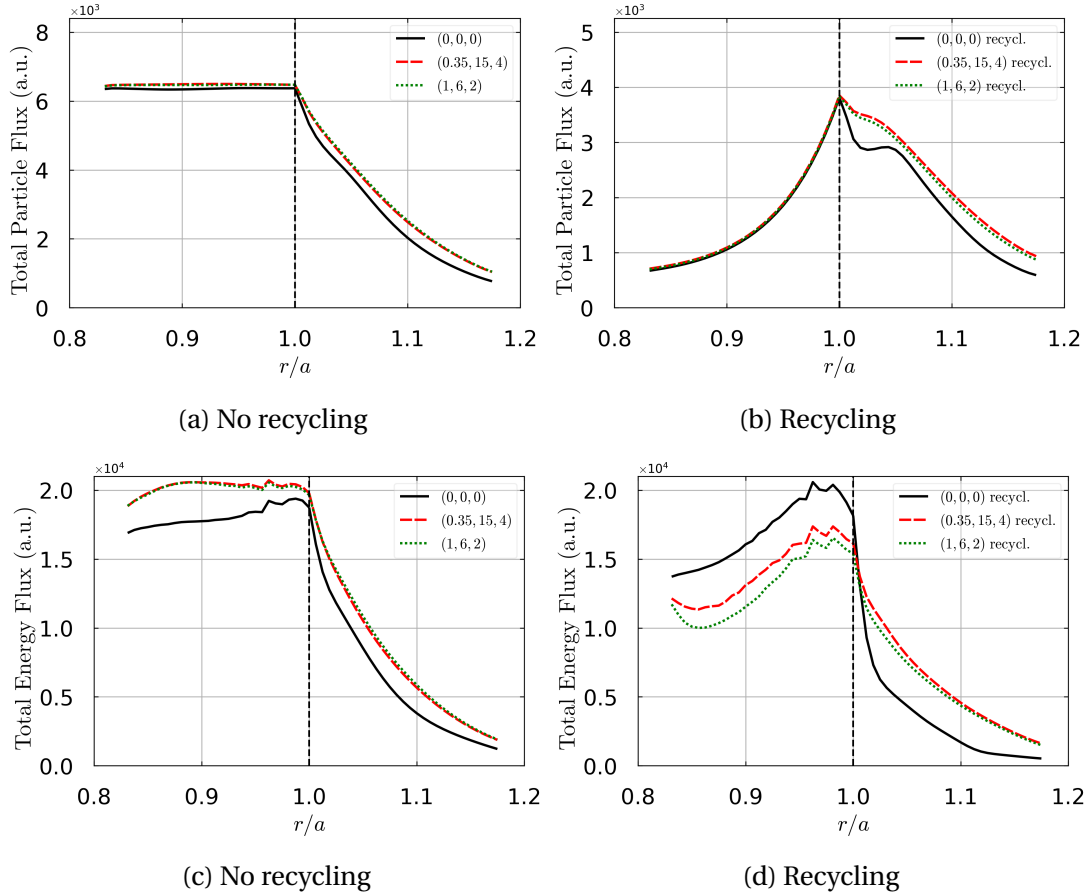 ×10³
Total Particle Flux (a.u.)
8
6
4
2
0
(0, 0, 0)
(0.35, 15, 4)
(1, 6, 2)
0.8 0.9 1.0 1.1 1.2
r/a
(a) No recycling
×10³
Total Particle Flux (a.u.)
5
4
3
2
1
0
(0, 0, 0) recycl.
(0.35, 15, 4) recycl.
(1, 6, 2) recycl.
0.8 0.9 1.0 1.1 1.2
r/a
(b) Recycling
×10⁴
Total Energy Flux (a.u.)
2.0
1.5
1.0
0.5
0.0
(0, 0, 0)
(0.35, 15, 4)
(1, 6, 2)
0.8 0.9 1.0 1.1 1.2
r/a
(c) No recycling
×10⁴
Total Energy Flux (a.u.)
2.0
1.5
1.0
0.5
0.0
(0, 0, 0) recycl.
(0.35, 15, 4) recycl.
(1, 6, 2) recycl.
0.8 0.9 1.0 1.1 1.2
r/a
(d) Recycling